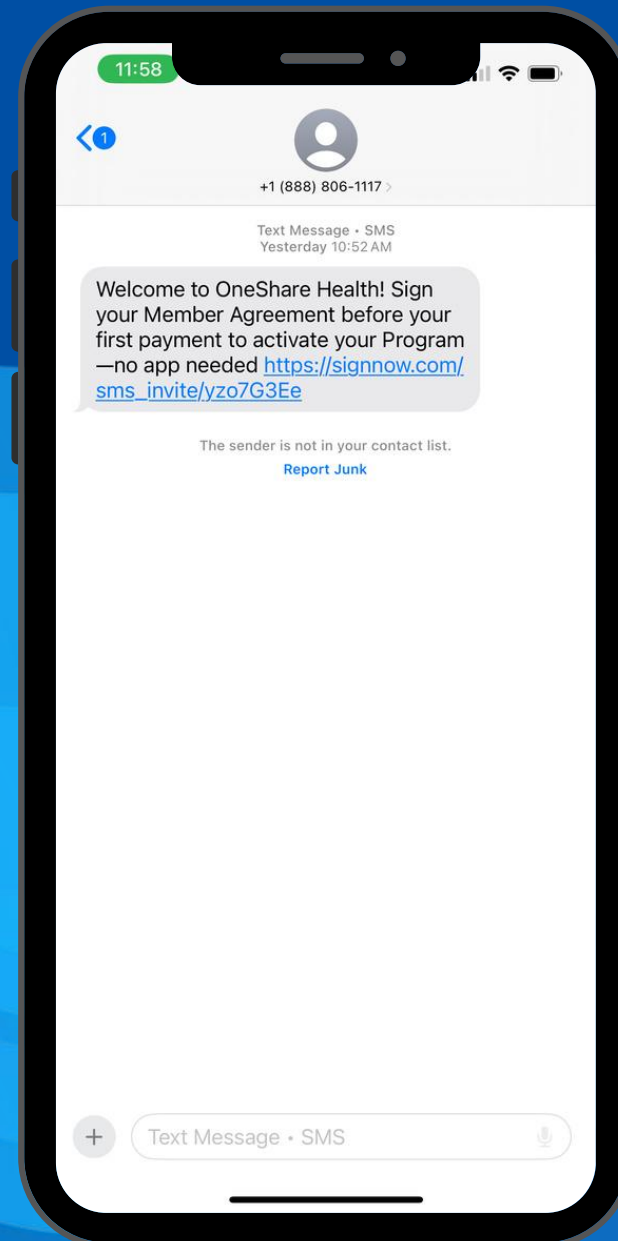 11:58
1
+1 (888) 806-1117
Text Message • SMS
Yesterday 10:52 AM
Welcome to OneShare Health! Sign
your Member Agreement before your
first payment to activate your Program
—no app needed https://signnow.com/
sms_invite/yzo7G3Ee
The sender is not in your contact list.
Report Junk
Text Message • SMS